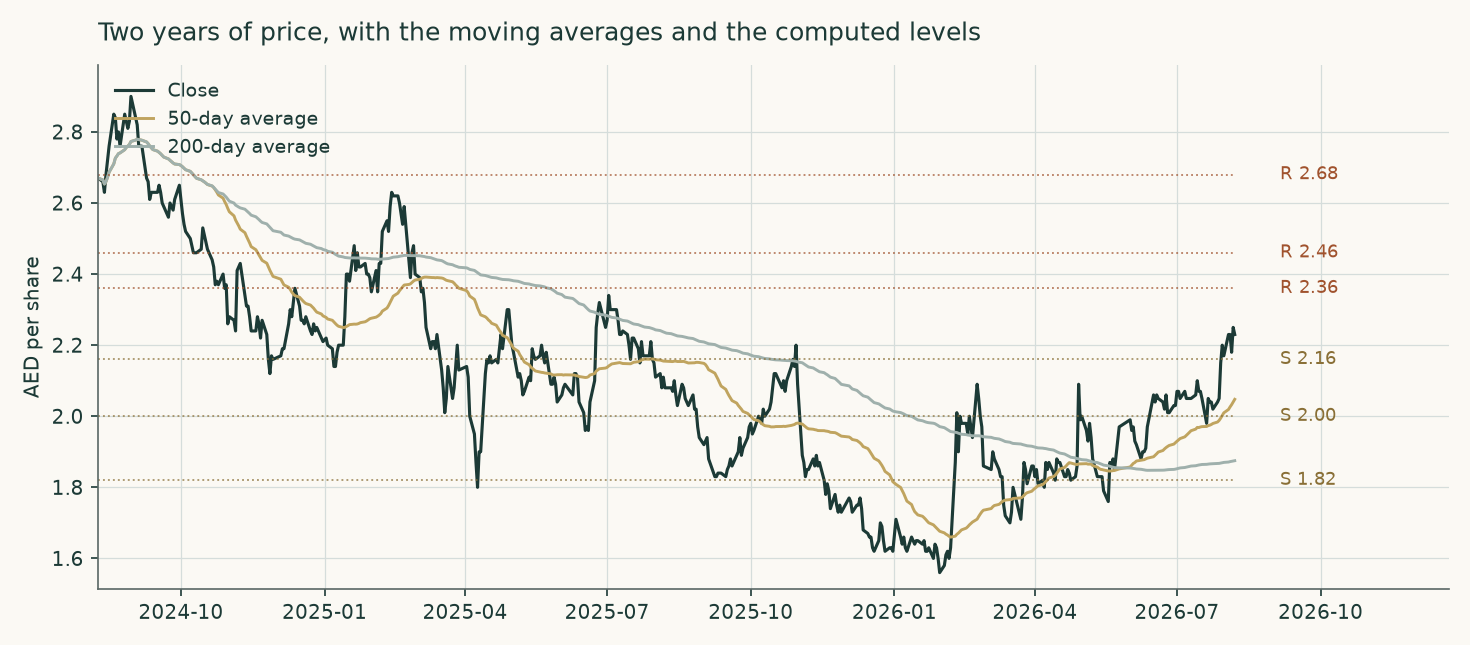 Two years of price, with the moving averages and the computed levels
Close
50-day average
200-day average
AED per share
2.8
2.6
2.4
2.2
2.0
1.8
1.6
R 2.68
R 2.46
R 2.36
S 2.16
S 2.00
S 1.82
2024-10
2025-01
2025-04
2025-07
2025-10
2026-01
2026-04
2026-07
2026-10